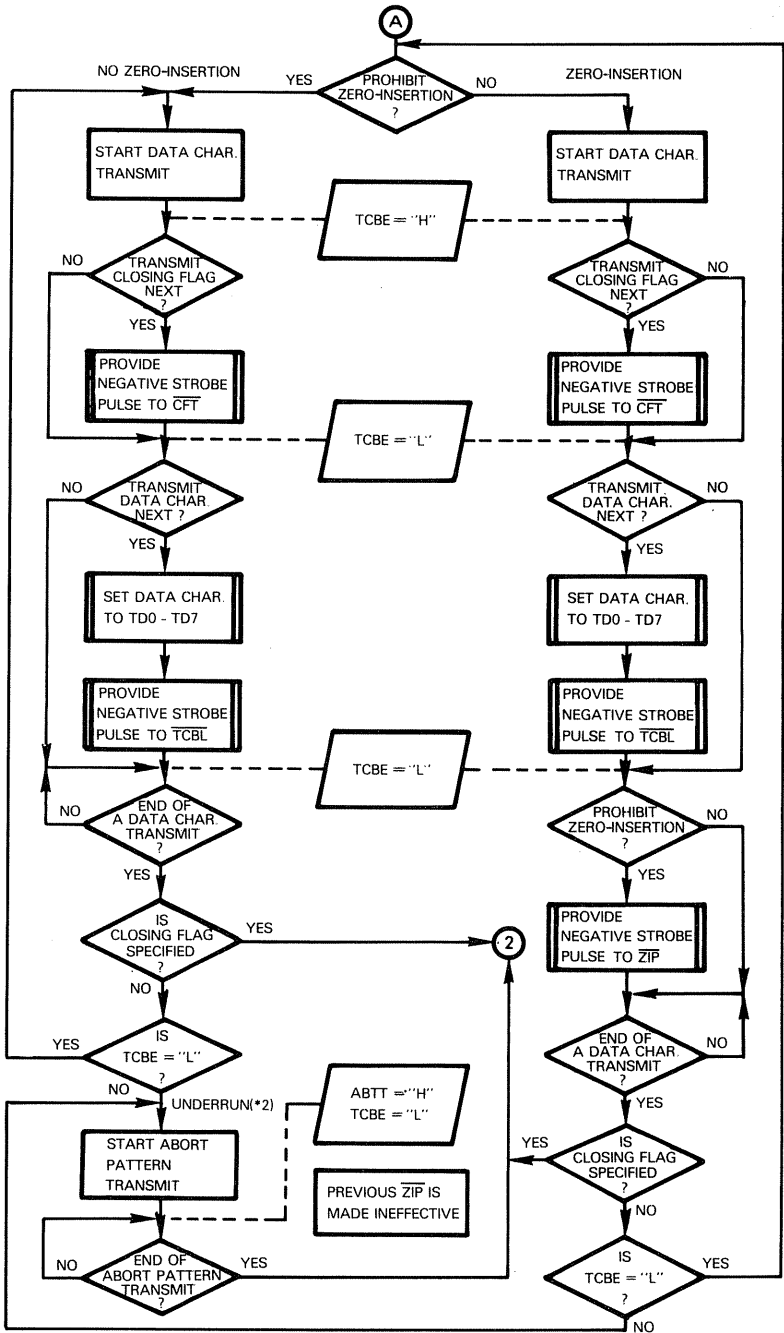 A
NO ZERO-INSERTION
YES
PROHIBIT
ZERO-INSERTION
?
NO
ZERO-INSERTION
START DATA CHAR.
TRANSMIT
START DATA CHAR.
TRANSMIT
TCBE = "H"
NO
TRANSMIT
CLOSING FLAG
NEXT
?
YES
TRANSMIT
CLOSING FLAG
NEXT
?
NO
YES
PROVIDE
NEGATIVE STROBE
PULSE TO C̅F̅T̅
PROVIDE
NEGATIVE STROBE
PULSE TO C̅F̅T̅
TCBE = "L"
NO
TRANSMIT
DATA CHAR.
NEXT ?
YES
TRANSMIT
DATA CHAR.
NEXT ?
NO
YES
SET DATA CHAR.
TO TD0 - TD7
SET DATA CHAR.
TO TD0 - TD7
PROVIDE
NEGATIVE STROBE
PULSE TO T̅C̅B̅L̅
PROVIDE
NEGATIVE STROBE
PULSE TO T̅C̅B̅L̅
TCBE = "L"
NO
END OF
A DATA CHAR.
TRANSMIT
?
YES
PROHIBIT
ZERO-INSERTION
?
NO
YES
IS
CLOSING FLAG
SPECIFIED
?
YES
NO
2
PROVIDE
NEGATIVE STROBE
PULSE TO Z̅I̅P̅
YES
IS
TCBE = "L"
?
NO
END OF
A DATA CHAR.
TRANSMIT
?
NO
YES
UNDERRUN(*2)
ABTT = "H"
TCBE = "L"
START ABORT
PATTERN
TRANSMIT
YES
IS
CLOSING FLAG
SPECIFIED
?
NO
PREVIOUS Z̅I̅P̅ IS
MADE INEFFECTIVE
NO
END OF
ABORT PATTERN
TRANSMIT
?
YES
IS
TCBE = "L"
?
YES
NO